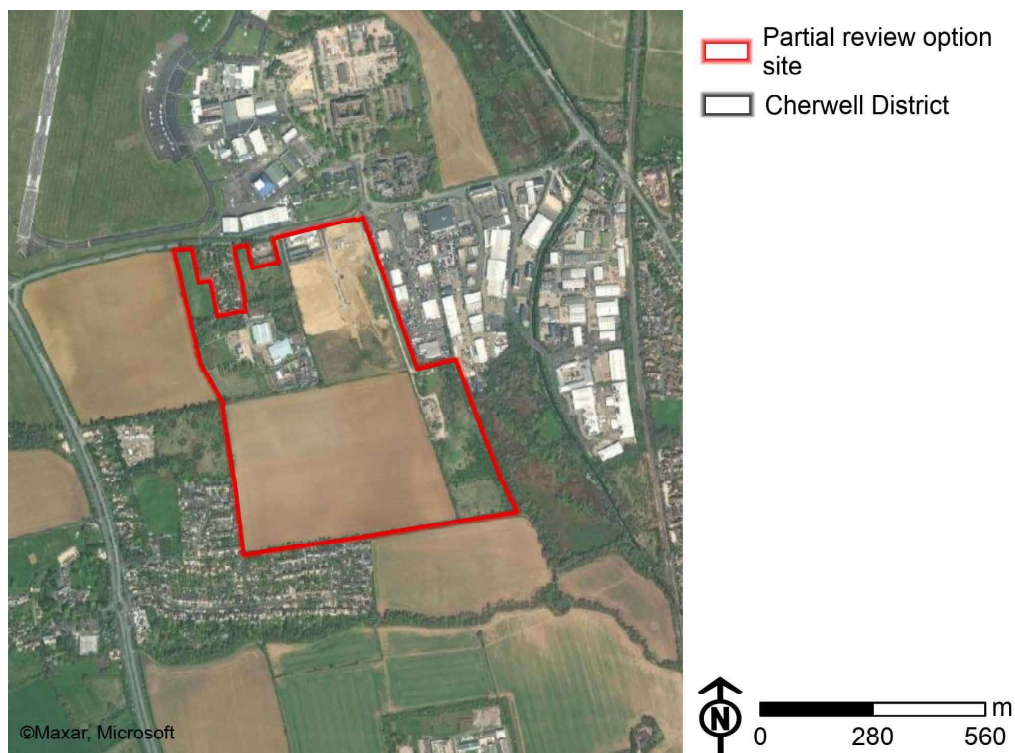 Partial review option
site
Cherwell District
©Maxar, Microsoft
N
m
0 280 560